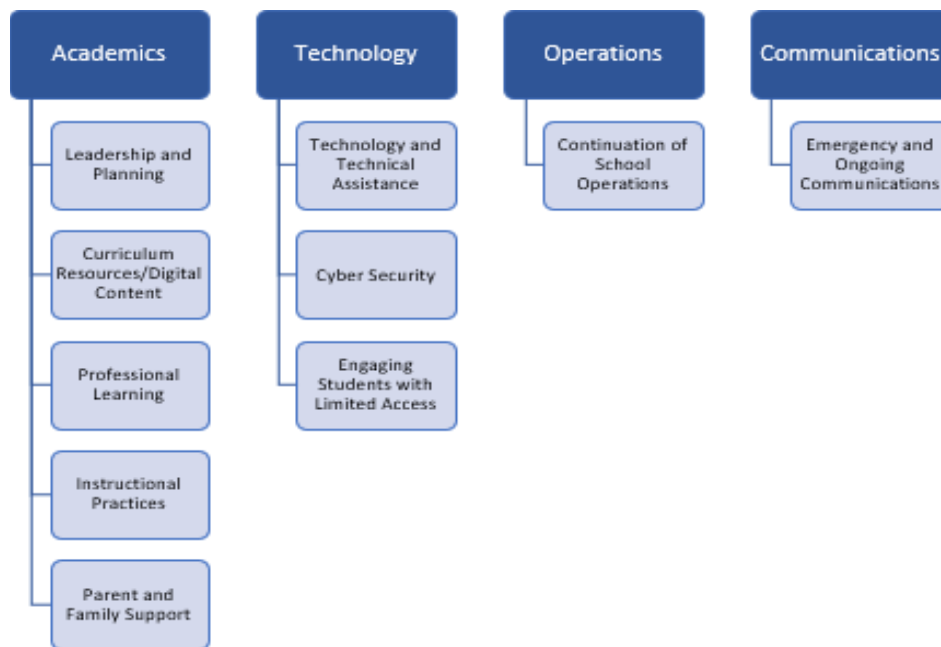 Academics
Leadership and
Planning
Curriculum
Resources/Digital
Content
Professional
Learning
Instructional
Practices
Parent and
Family Support
Technology
Technology and
Technical
Assistance
Cyber Security
Engaging
Students with
Limited Access
Operations
Continuation of
School
Operations
Communications
Emergency and
Ongoing
Communications